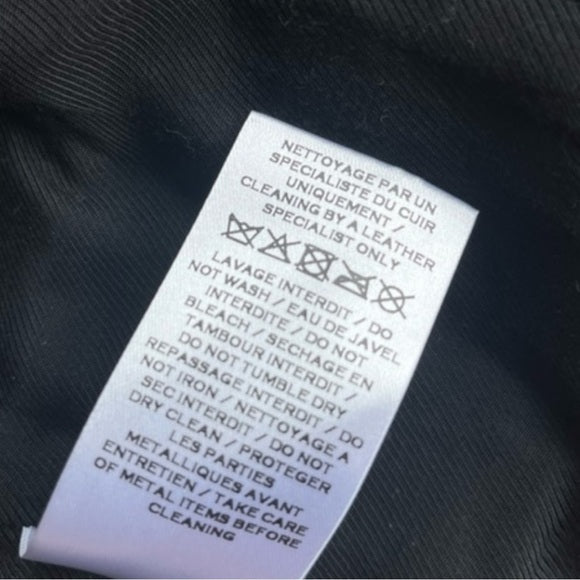 NETTOYAGE PAR UN
SPECIALISTE DU CUIR
UNIQUEMENT /
CLEANING BY A LEATHER
SPECIALIST ONLY
LAVAGE INTERDIT / DO
NOT WASH / EAU DE JAVEL
INTERDITE / DO NOT
BLEACH / SECHAGE EN
TAMBOUR INTERDIT /
DO NOT TUMBLE DRY
REPASSAGE INTERDIT / DO
NOT IRON / NETTOYAGE A
SEC INTERDIT / DO NOT
DRY CLEAN / PROTEGER
LES PARTIES
METALLIQUES AVANT
ENTRETIEN / TAKE CARE
OF METAL ITEMS BEFORE
CLEANING